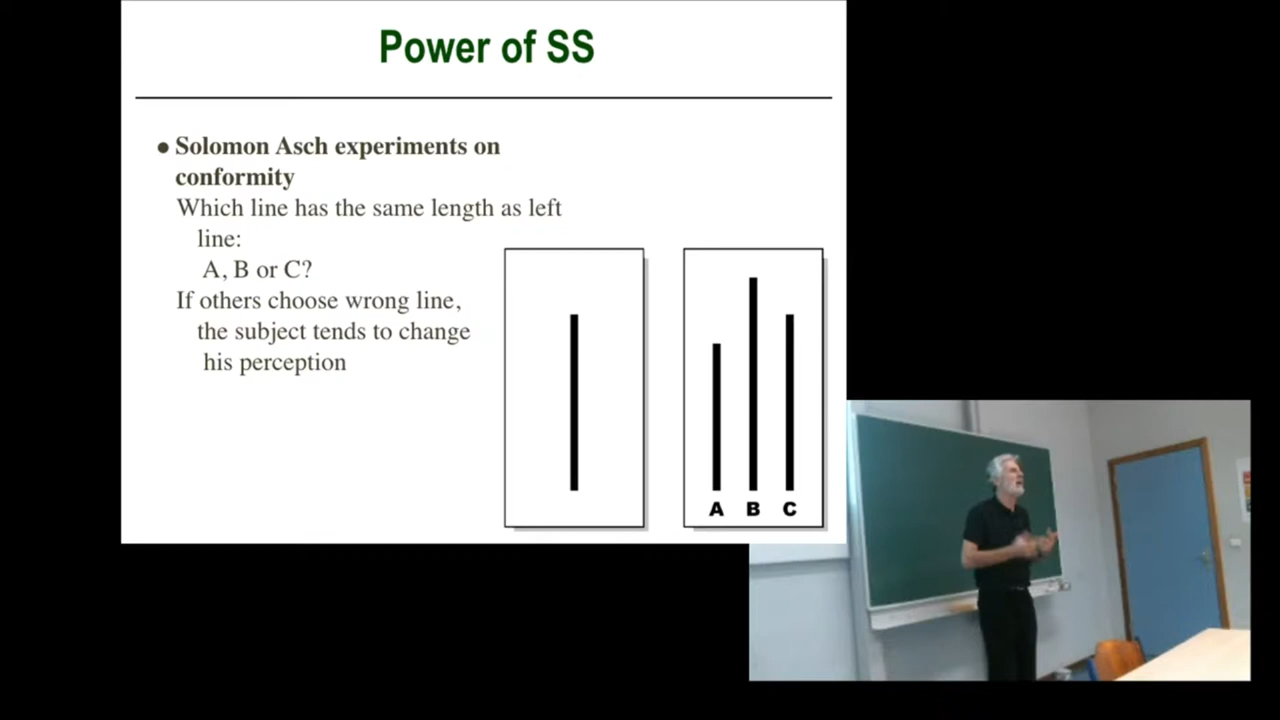 Power of SS
● Solomon Asch experiments on
conformity
Which line has the same length as left
line:
A, B or C?
If others choose wrong line,
the subject tends to change
his perception
A B C